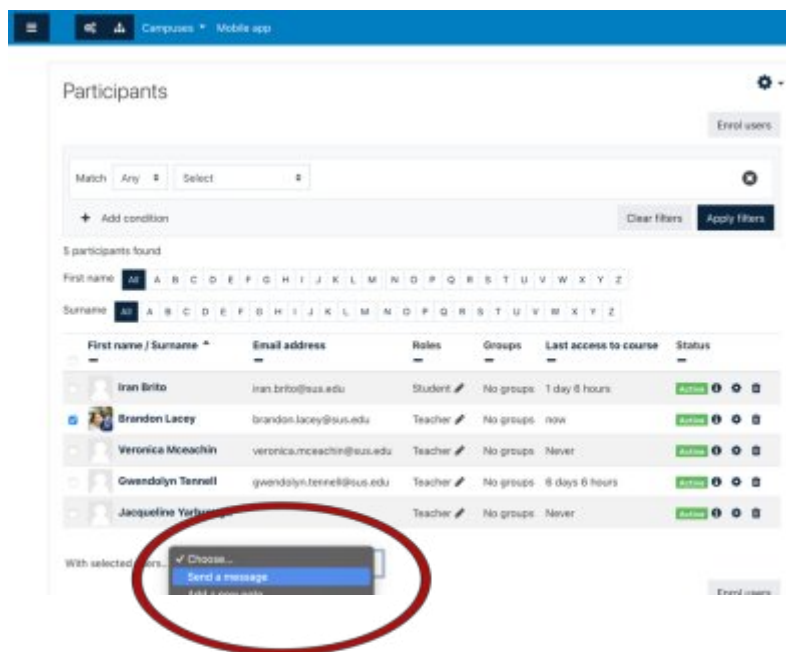 Campuses Mobile app
Participants
Enrol users
Match Any Select
+ Add condition Clear filters Apply filters
5 participants found
First name All A B C D E F G H I J K L M N O P Q R S T U V W X Y Z
Surname All A B C D E F G H I J K L M N O P Q R S T U V W X Y Z
First name / Surname Email address Roles Groups Last access to course Status
Iran Brito iran.brito@sus.edu Student No groups 1 day 6 hours Active
Brandon Lacey brandon.lacey@sus.edu Teacher No groups now Active
Veronica Mceachin veronica.mceachin@sus.edu Teacher No groups Never Active
Gwendolyn Tennell gwendolyn.tennell@sus.edu Teacher No groups 6 days 6 hours Active
Jacqueline Teacher No groups Never Active
With selected ✓ Choose...
Send a message
Add a new note
Enrol users